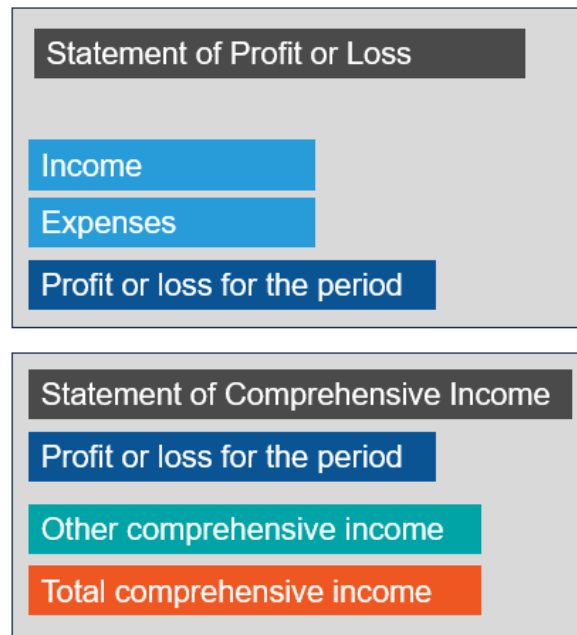 Statement of Profit or Loss
Income
Expenses
Profit or loss for the period
Statement of Comprehensive Income
Profit or loss for the period
Other comprehensive income
Total comprehensive income